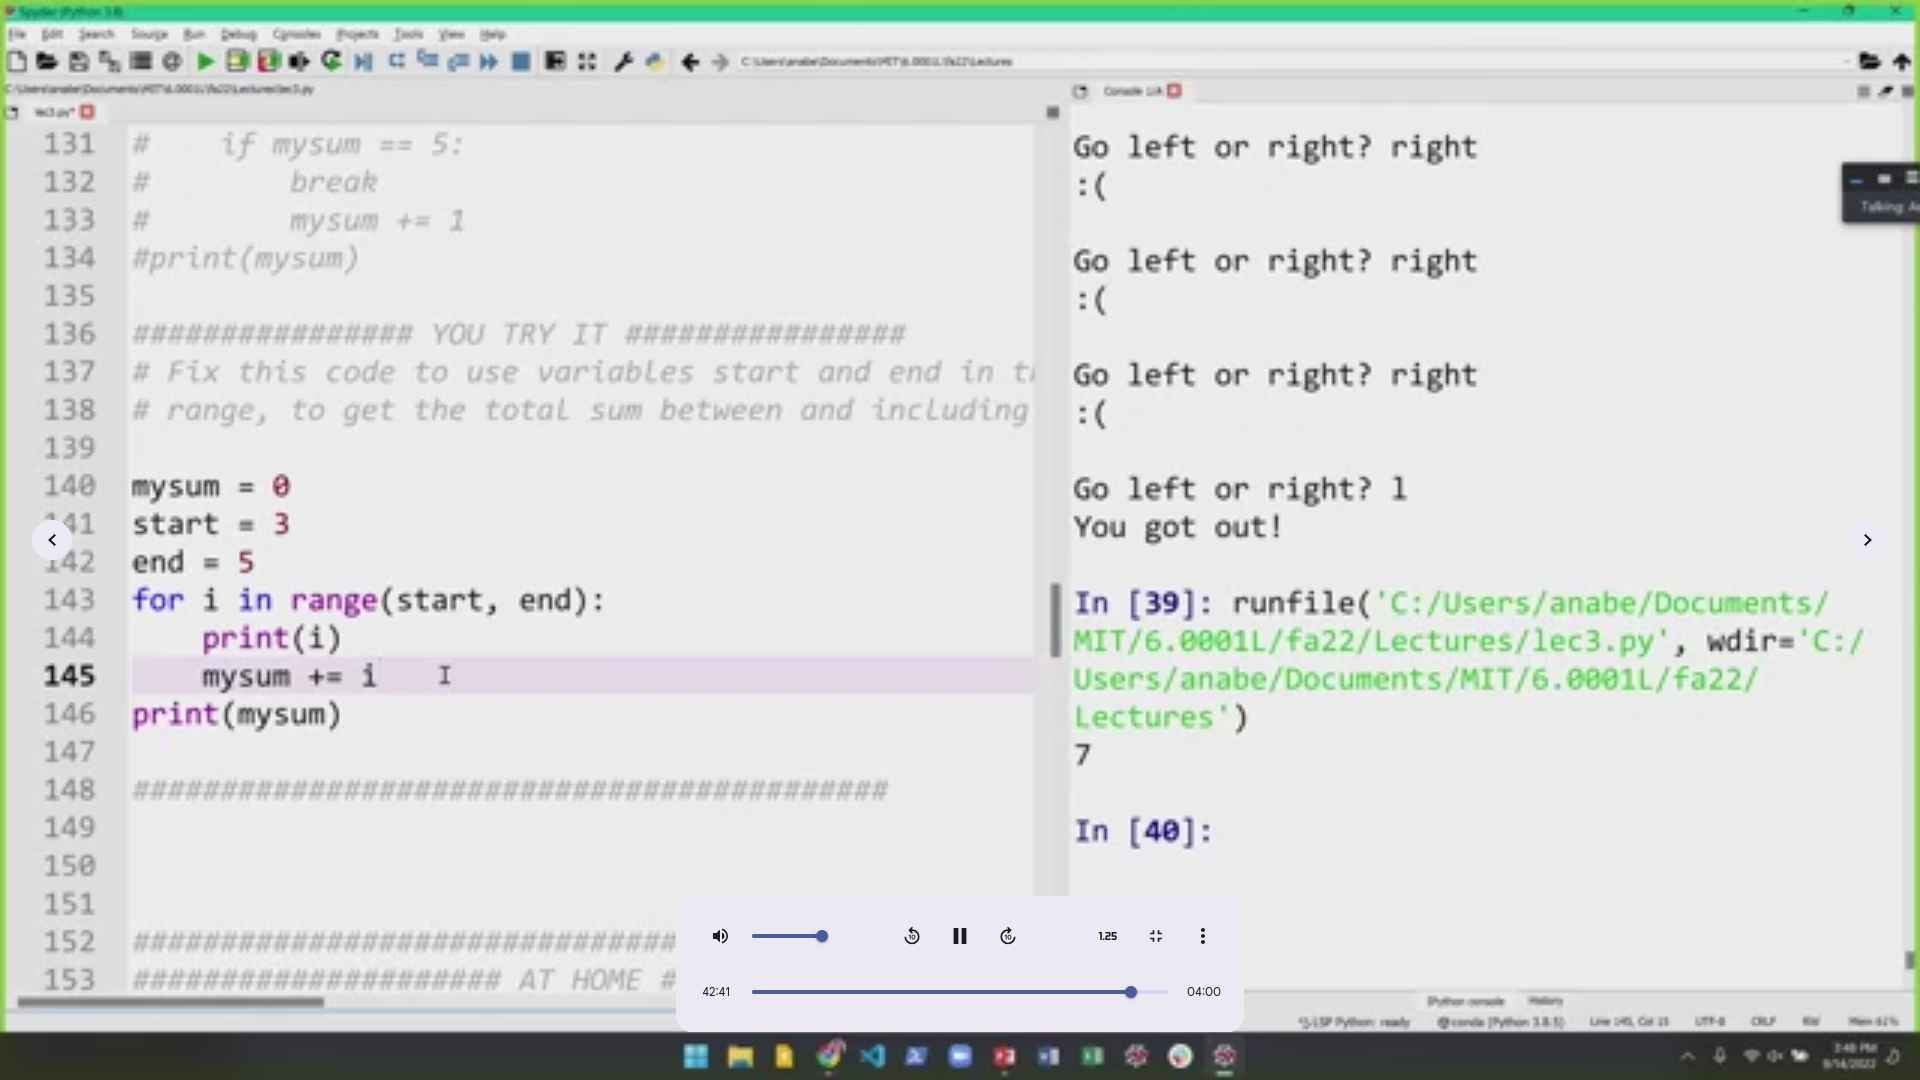 Spyder (Python 3.8)
File Edit Search Source Run Debug Consoles Projects Tools View Help
C:\Users\anabe\Documents\MIT\6.0001L\fa22\Lectures
C:\Users\anabe\Documents\MIT\6.0001L\fa22\Lectures\lec3.py
lec3.py*
131 #    if mysum == 5:
132 #        break
133 #        mysum += 1
134 #print(mysum)
135
136 ################ YOU TRY IT ################
137 # Fix this code to use variables start and end in
138 # range, to get the total sum between and including
139
140 mysum = 0
141 start = 3
142 end = 5
143 for i in range(start, end):
144     print(i)
145     mysum += i
146 print(mysum)
147
148 ###########################################
149
150
151
152 ###############################
153 ##################### AT HOME #
Console 1/A
Go left or right? right
:(
Go left or right? right
:(
Go left or right? right
:(
Go left or right? l
You got out!
In [39]: runfile('C:/Users/anabe/Documents/
MIT/6.0001L/fa22/Lectures/lec3.py', wdir='C:/
Users/anabe/Documents/MIT/6.0001L/fa22/
Lectures')
7
In [40]:
Talking:
1.25
42:41
04:00
IPython console History
LSP Python: ready conda (Python 3.8.5) Line 145, Col 15 UTF-8 CRLF RW Mem 61%
3:48 PM
9/14/2022